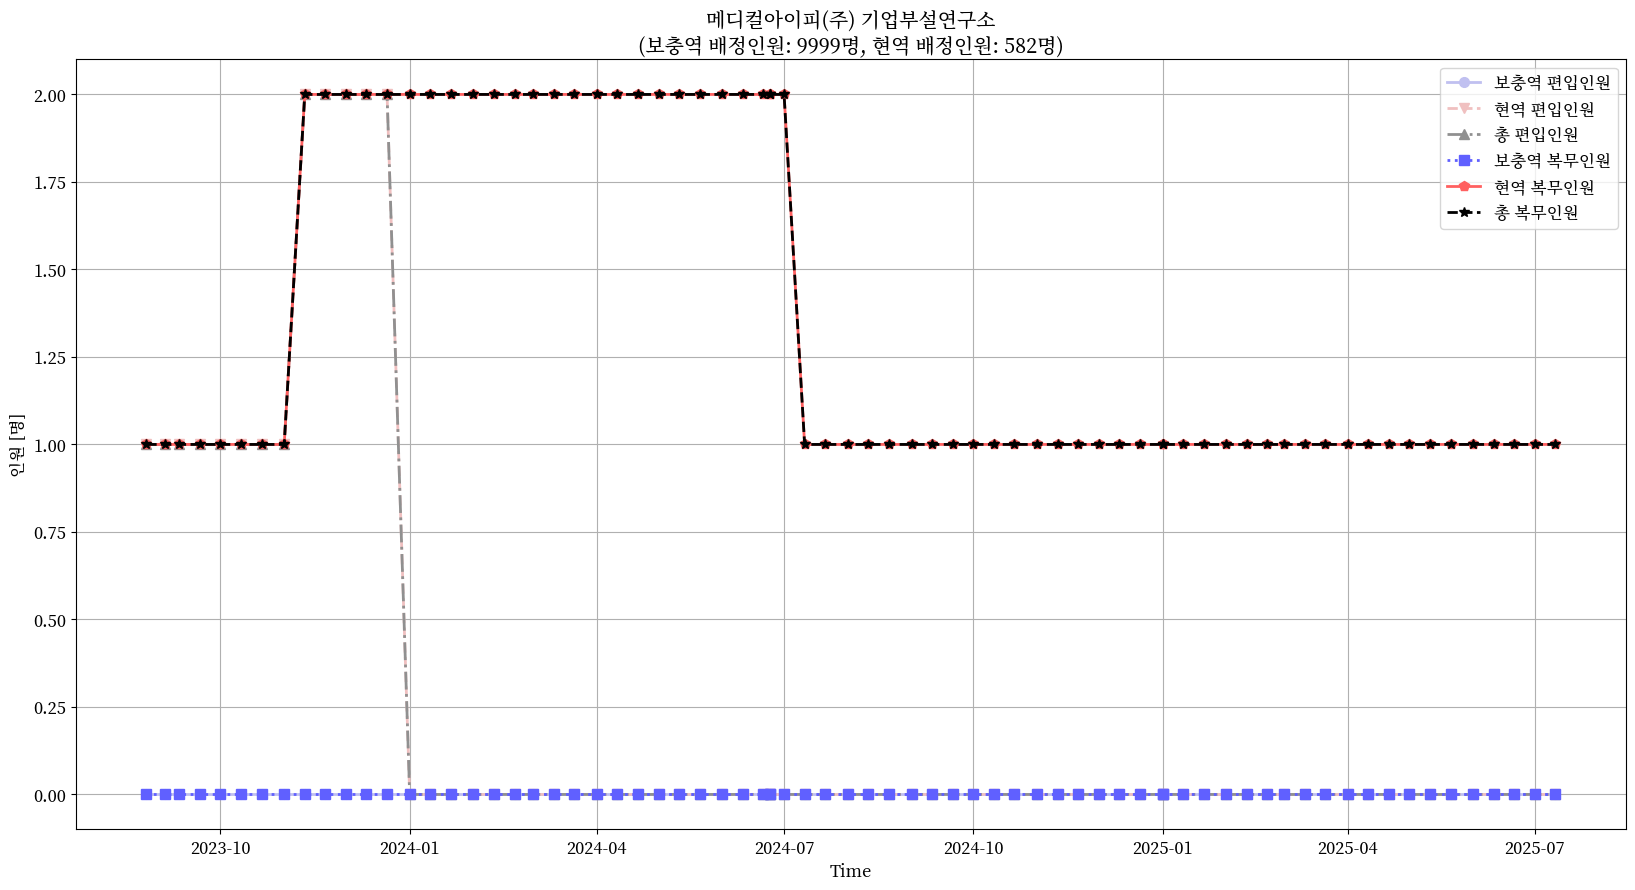 메디컬아이피(주) 기업부설연구소
(보충역 배정인원: 9999명, 현역 배정인원: 582명)
보충역 편입인원
현역 편입인원
총 편입인원
보충역 복무인원
현역 복무인원
총 복무인원
인원 [명]
2.00
1.75
1.50
1.25
1.00
0.75
0.50
0.25
0.00
2023-10
2024-01
2024-04
2024-07
2024-10
2025-01
2025-04
2025-07
Time